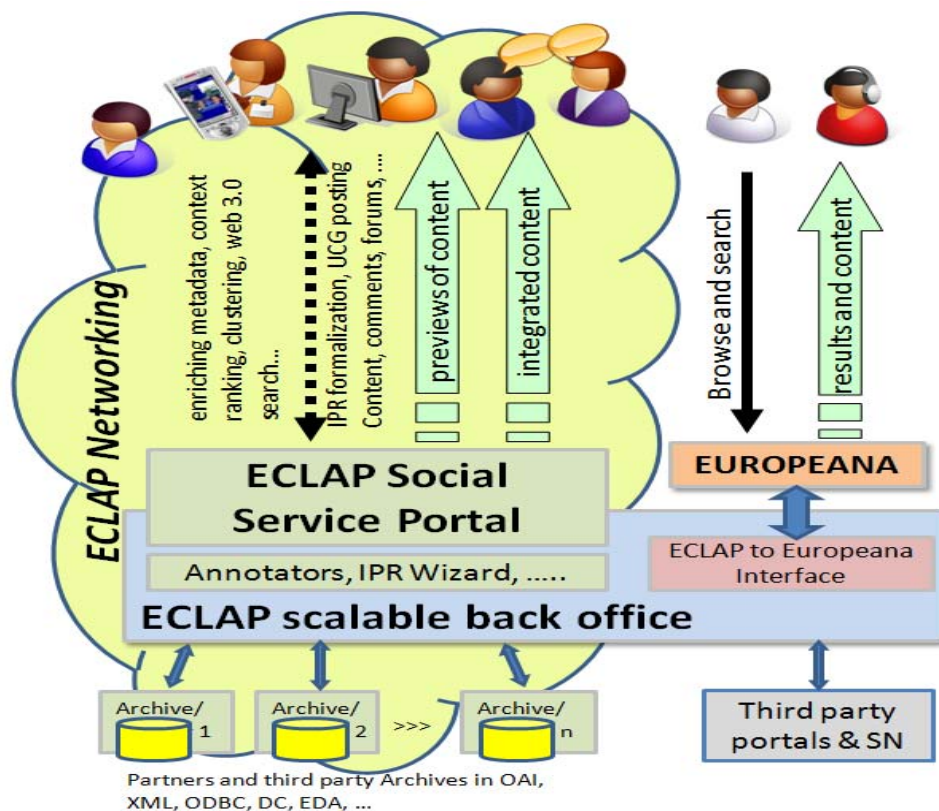 ECLAP Networking
enriching metadata, context
ranking, clustering, web 3.0
search...
IPR formalization, UCG posting
Content, comments, forums, ....
previews of content
integrated content
Browse and search
results and content
ECLAP Social
Service Portal
EUROPEANA
Annotators, IPR Wizard, .....
ECLAP to Europeana
Interface
ECLAP scalable back office
Archive/
1
Archive/
2
>>>
Archive/
n
Third party
portals & SN
Partners and third party Archives in OAI,
XML, ODBC, DC, EDA, ...